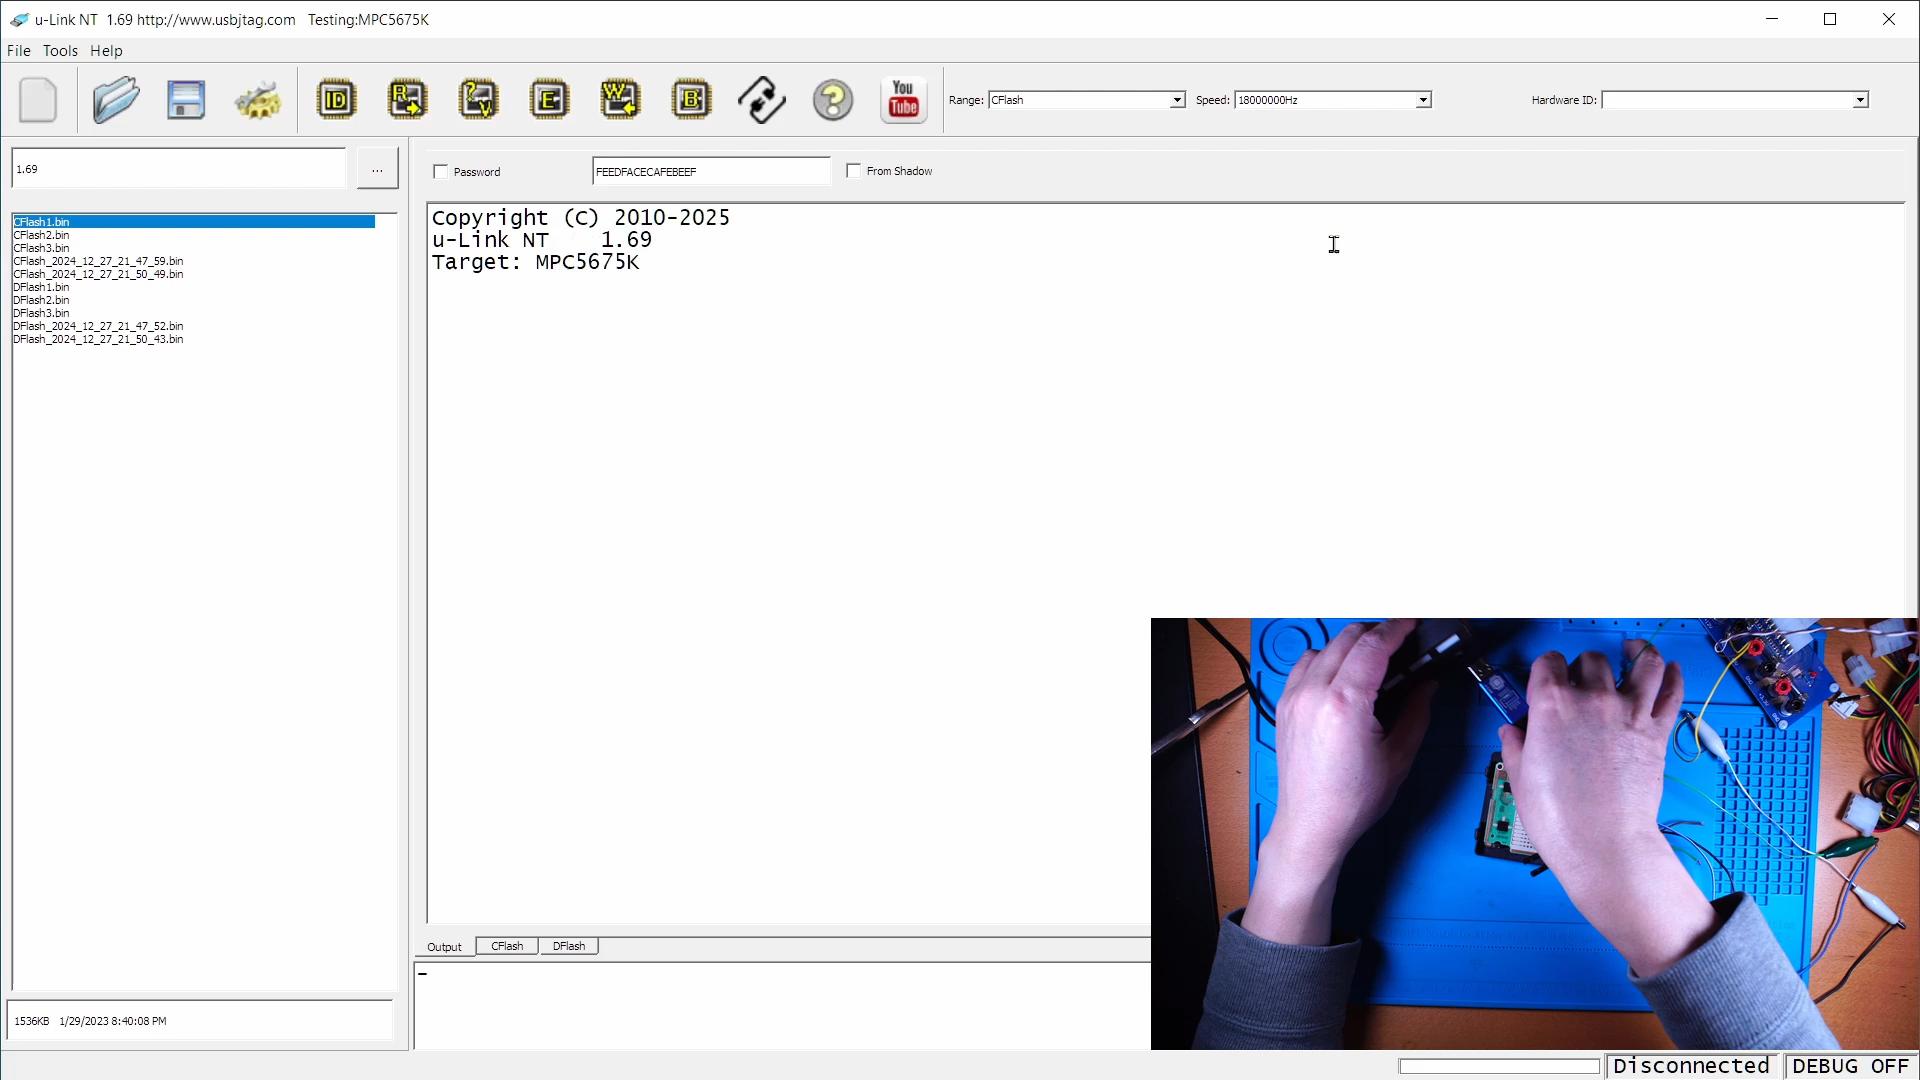 u-Link NT 1.69 http://www.usbjtag.com Testing:MPC5675K
File Tools Help
ID
R
? V
E
W
B
?
You Tube
Range: CFlash
Speed: 18000000Hz
Hardware ID:
1.69
...
Password
FEEDFACECAFEBEEF
From Shadow
CFlash1.bin
CFlash2.bin
CFlash3.bin
CFlash_2024_12_27_21_47_59.bin
CFlash_2024_12_27_21_50_49.bin
DFlash1.bin
DFlash2.bin
DFlash3.bin
DFlash_2024_12_27_21_47_52.bin
DFlash_2024_12_27_21_50_43.bin
Copyright (C) 2010-2025
u-Link NT 1.69
Target: MPC5675K
Output CFlash DFlash
1536KB 1/29/2023 8:40:08 PM
Disconnected DEBUG OFF